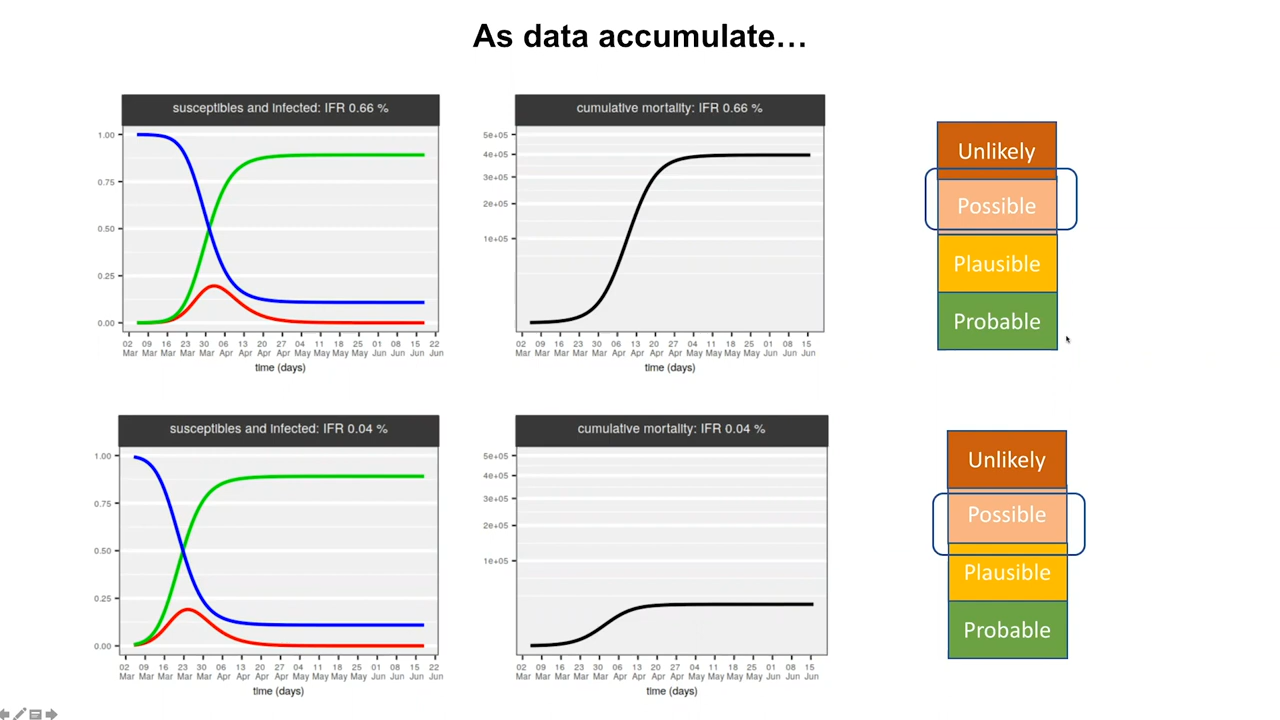 As data accumulate…
susceptibles and infected: IFR 0.66 %
1.00
0.75
0.50
0.25
0.00
02 09 16 23 30 06 13 20 27 04 11 18 25 01 08 15 22
Mar Mar Mar Mar Mar Apr Apr Apr Apr May May May May Jun Jun Jun Jun
time (days)
cumulative mortality: IFR 0.66 %
5e+05
4e+05
3e+05
2e+05
1e+05
02 09 16 23 30 06 13 20 27 04 11 18 25 01 08 15
Mar Mar Mar Mar Mar Apr Apr Apr Apr May May May May Jun Jun Jun
time (days)
Unlikely
Possible
Plausible
Probable
susceptibles and infected: IFR 0.04 %
1.00
0.75
0.50
0.25
0.00
02 09 16 23 30 06 13 20 27 04 11 18 25 01 08 15 22
Mar Mar Mar Mar Mar Apr Apr Apr Apr May May May May Jun Jun Jun Jun
time (days)
cumulative mortality: IFR 0.04 %
5e+05
4e+05
3e+05
2e+05
1e+05
02 09 16 23 30 06 13 20 27 04 11 18 25 01 08 15
Mar Mar Mar Mar Mar Apr Apr Apr Apr May May May May Jun Jun Jun
time (days)
Unlikely
Possible
Plausible
Probable